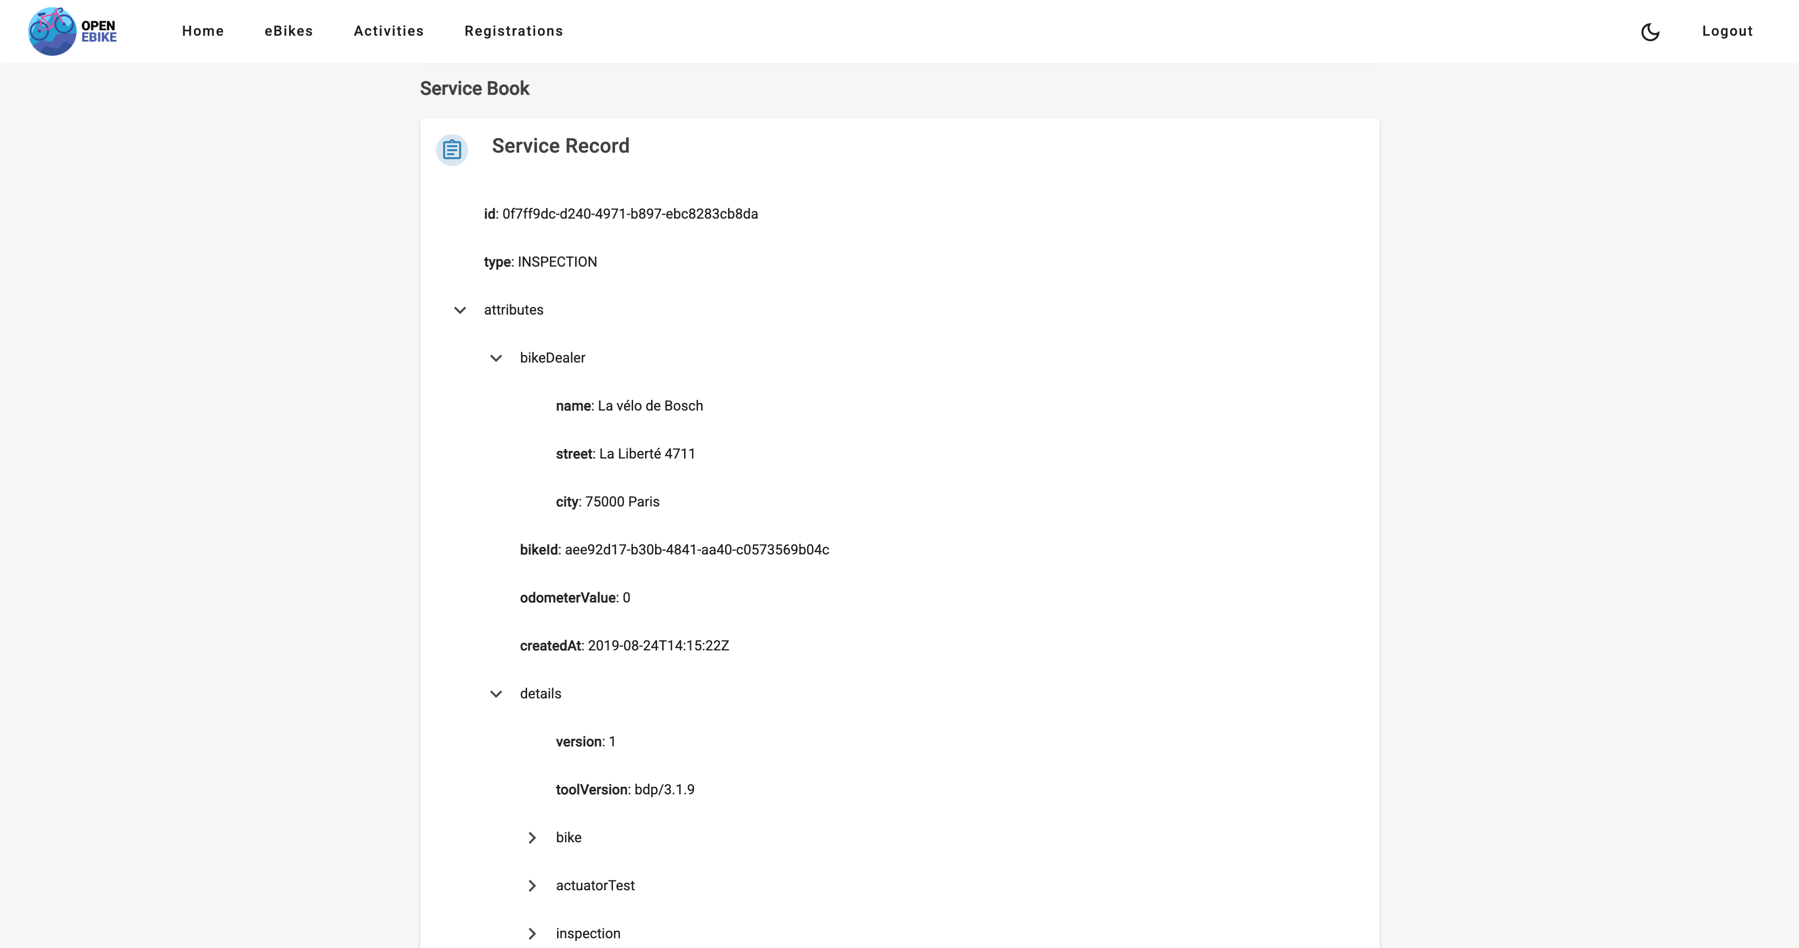 OPEN
EBIKE
Home
eBikes
Activities
Registrations
Logout
Service Book
Service Record
id: 0f7ff9dc-d240-4971-b897-ebc8283cb8da
type: INSPECTION
attributes
bikeDealer
name: La vélo de Bosch
street: La Liberté 4711
city: 75000 Paris
bikeId: aee92d17-b30b-4841-aa40-c0573569b04c
odometerValue: 0
createdAt: 2019-08-24T14:15:22Z
details
version: 1
toolVersion: bdp/3.1.9
bike
actuatorTest
inspection